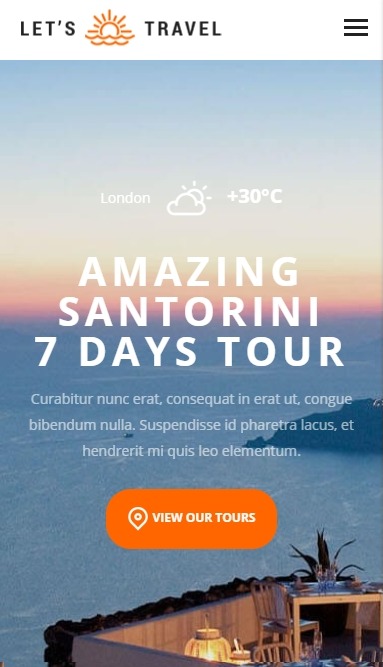 LET'S TRAVEL
London +30°C
AMAZING
SANTORINI
7 DAYS TOUR
Curabitur nunc erat, consequat in erat ut, congue
bibendum nulla. Suspendisse id pharetra lacus, et
hendrerit mi quis leo elementum.
VIEW OUR TOURS